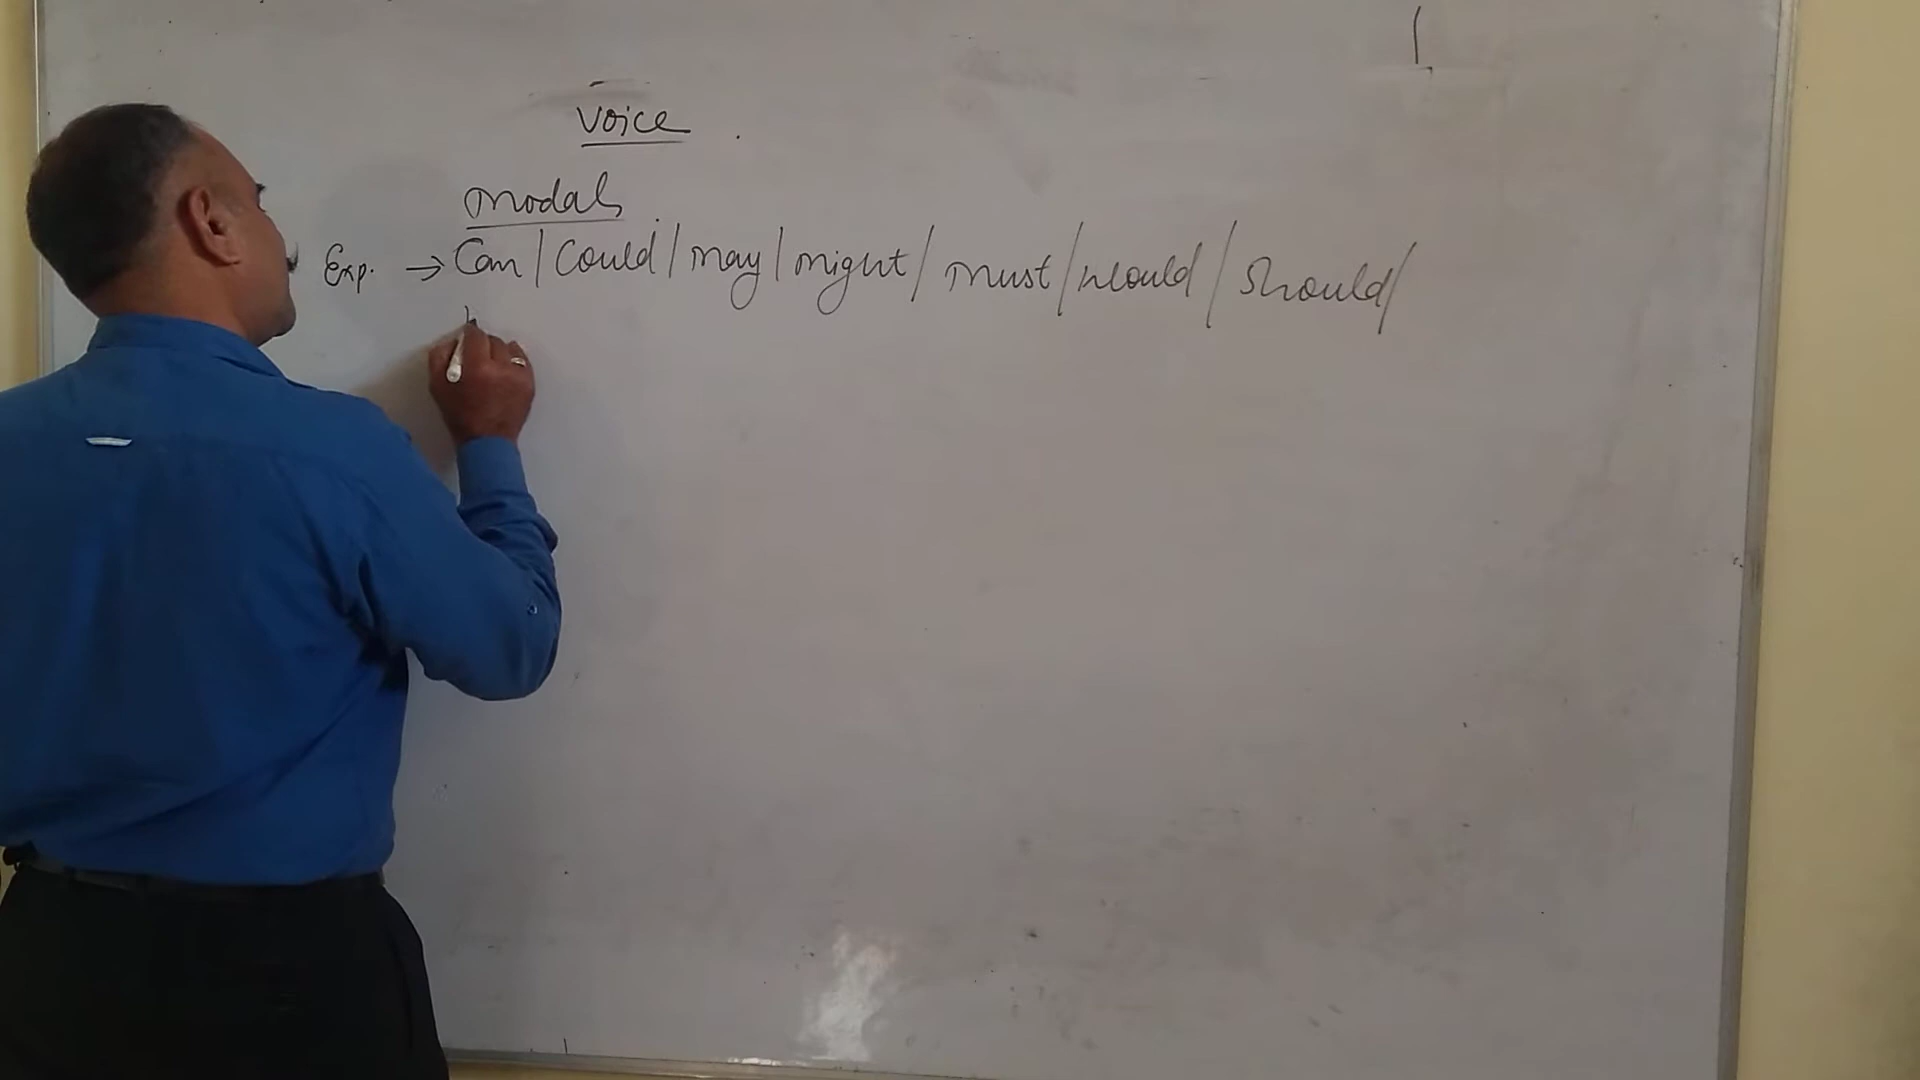 Voice
Modals
Exp. → Can / Could / May / might / Must / Would / Should /